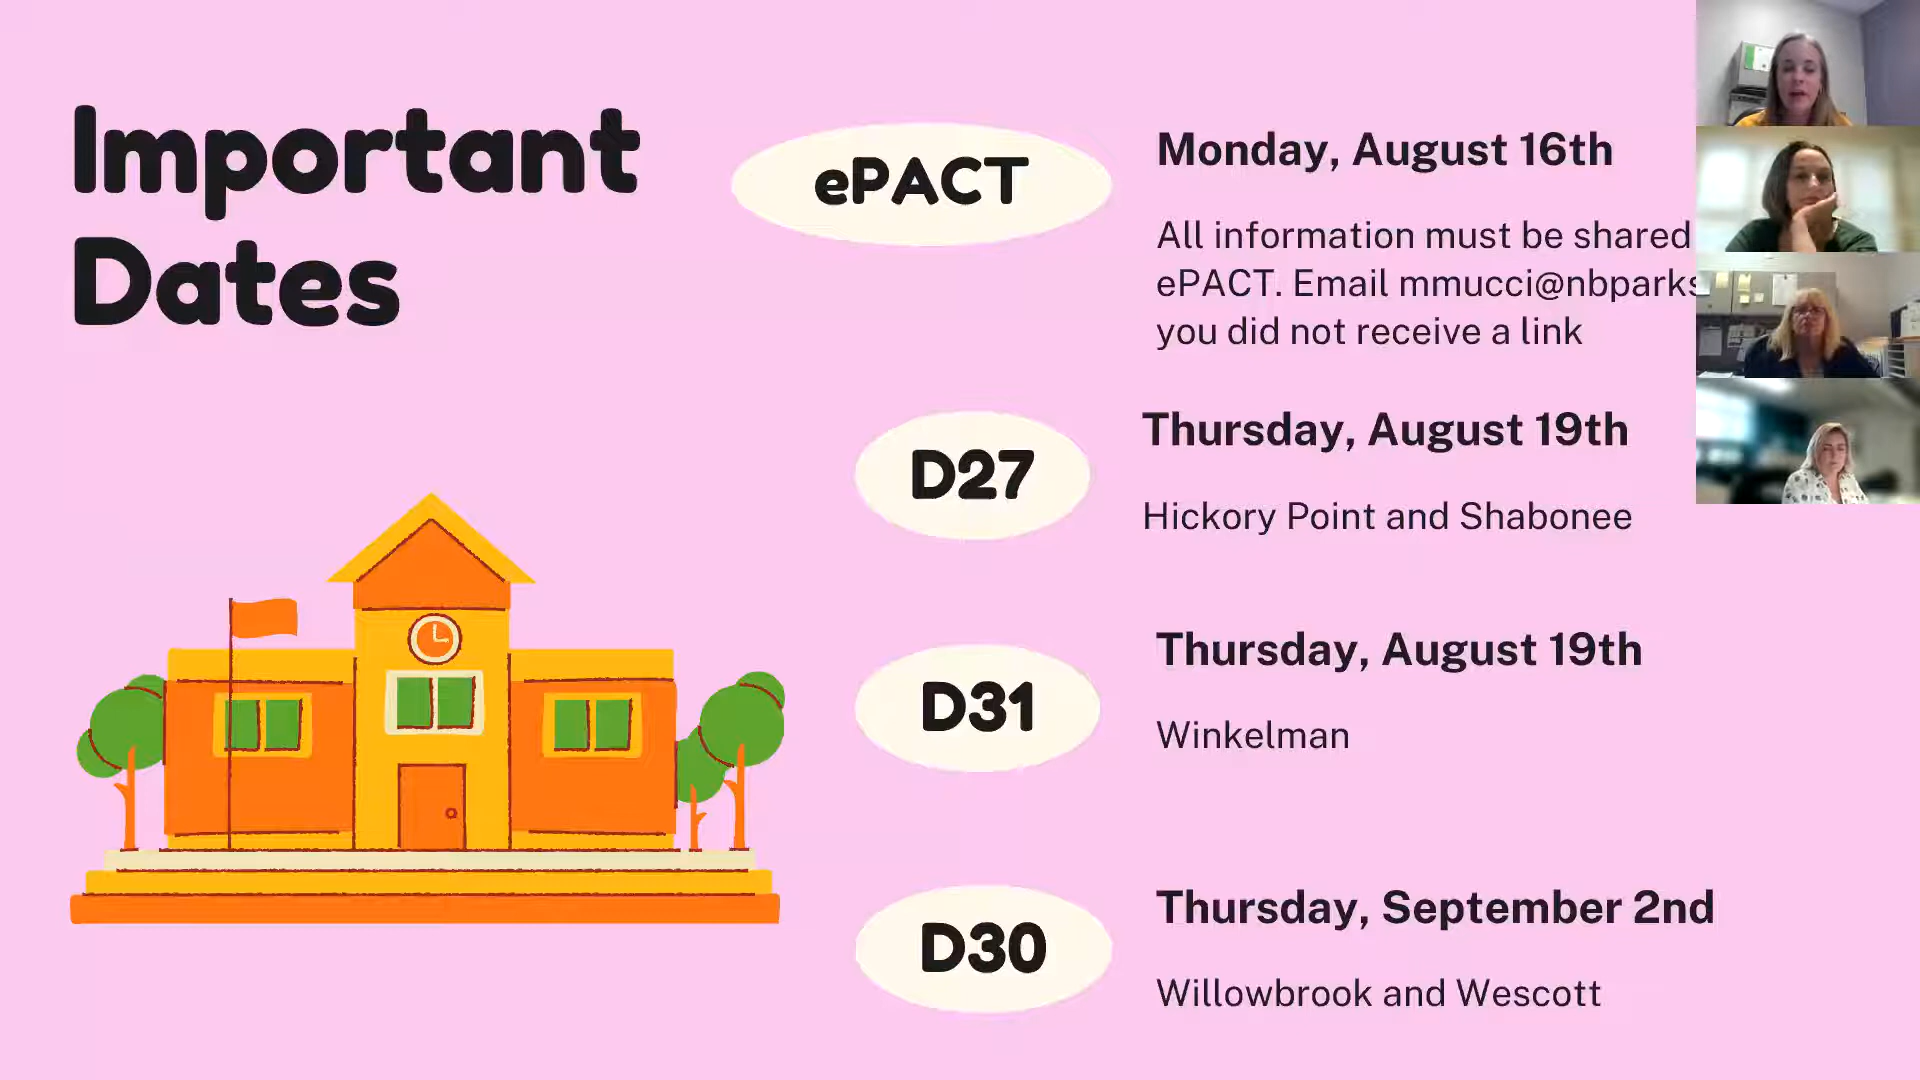 Important
Dates
ePACT
Monday, August 16th
All information must be shared
ePACT. Email mmucci@nbparks
you did not receive a link
D27
Thursday, August 19th
Hickory Point and Shabonee
D31
Thursday, August 19th
Winkelman
D30
Thursday, September 2nd
Willowbrook and Wescott